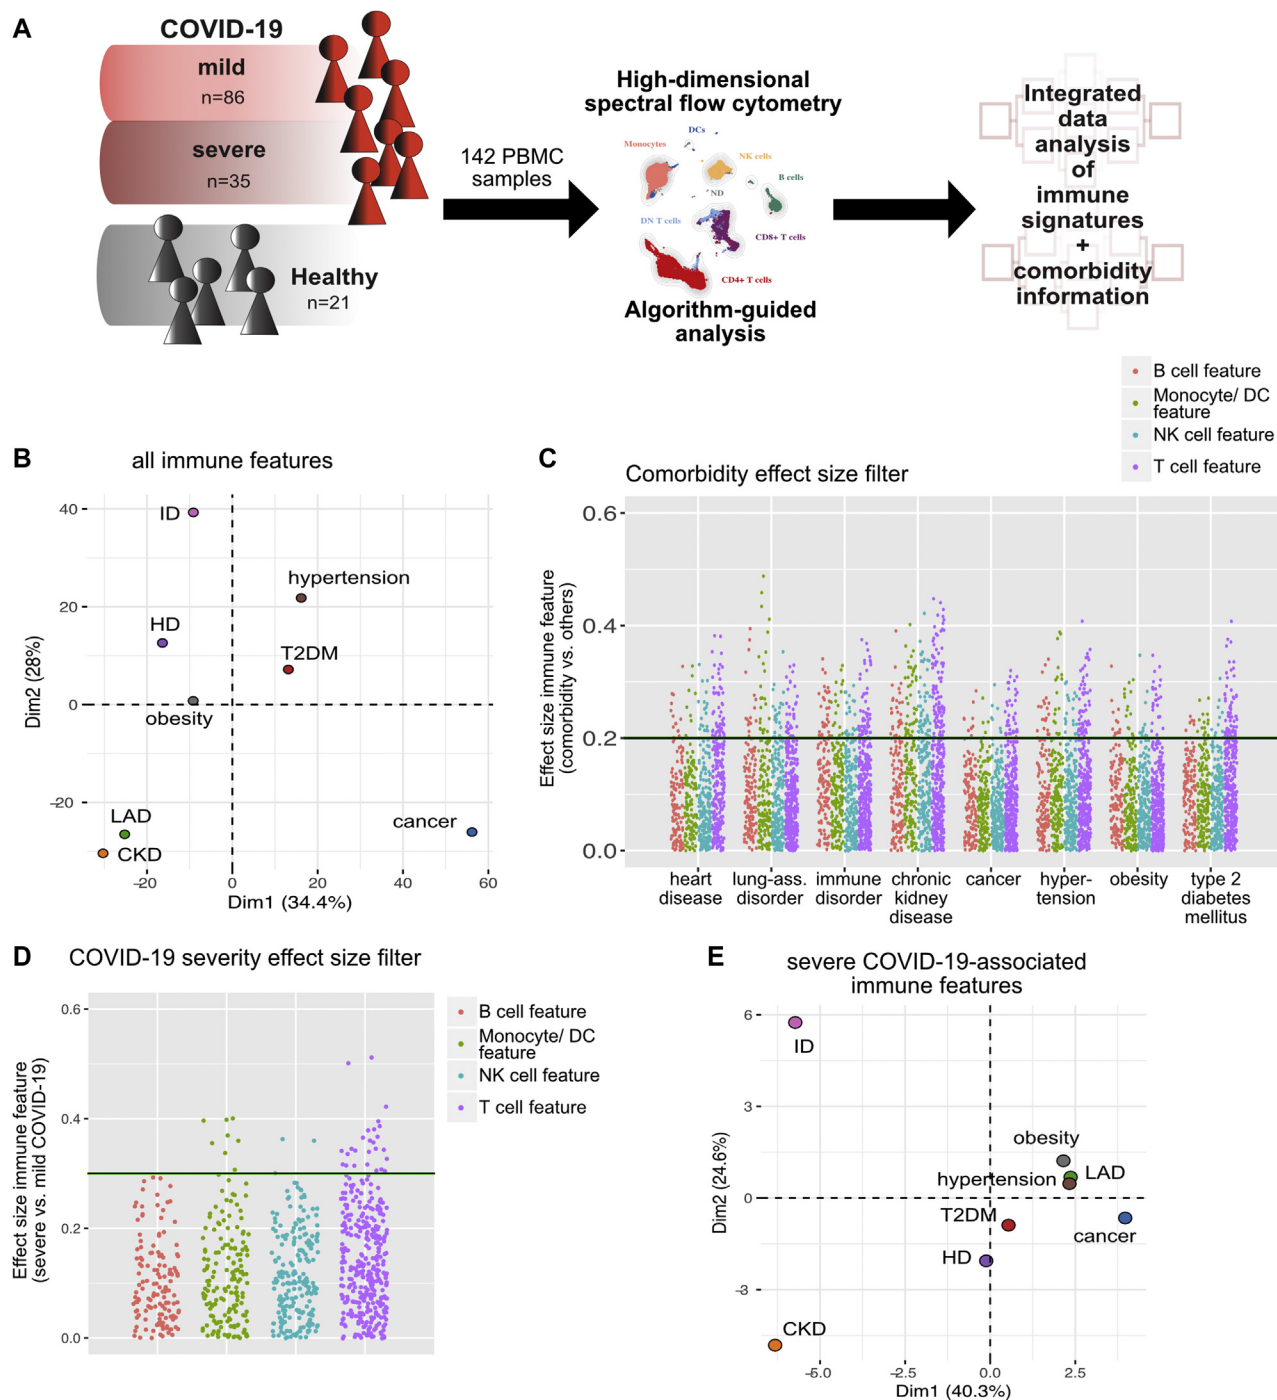 A
COVID-19
mild
n=86
severe
n=35
Healthy
n=21
142 PBMC
samples
High-dimensional
spectral flow cytometry
DCs
Monocytes
NK cells
B cells
ND
DN T cells
CD8+ T cells
CD4+ T cells
Algorithm-guided
analysis
Integrated
data
analysis
of
immune
signatures
+
comorbidity
information
B cell feature
Monocyte/ DC
feature
NK cell feature
T cell feature
B
all immune features
Dim2 (28%)
40
20
0
-20
ID
hypertension
HD
T2DM
obesity
LAD
CKD
cancer
-20
0
20
40
60
Dim1 (34.4%)
C
Comorbidity effect size filter
Effect size immune feature
(comorbidity vs. others)
0.6
0.4
0.2
0.0
heart
disease
lung-ass.
disorder
immune
disorder
chronic
kidney
disease
cancer
hyper-
tension
obesity
type 2
diabetes
mellitus
D
COVID-19 severity effect size filter
Effect size immune feature
(severe vs. mild COVID-19)
0.6
0.4
0.2
0.0
B cell feature
Monocyte/ DC
feature
NK cell feature
T cell feature
E
severe COVID-19-associated
immune features
Dim2 (24.6%)
6
3
0
-3
ID
obesity
LAD
hypertension
T2DM
cancer
HD
CKD
-5.0
-2.5
0.0
2.5
Dim1 (40.3%)